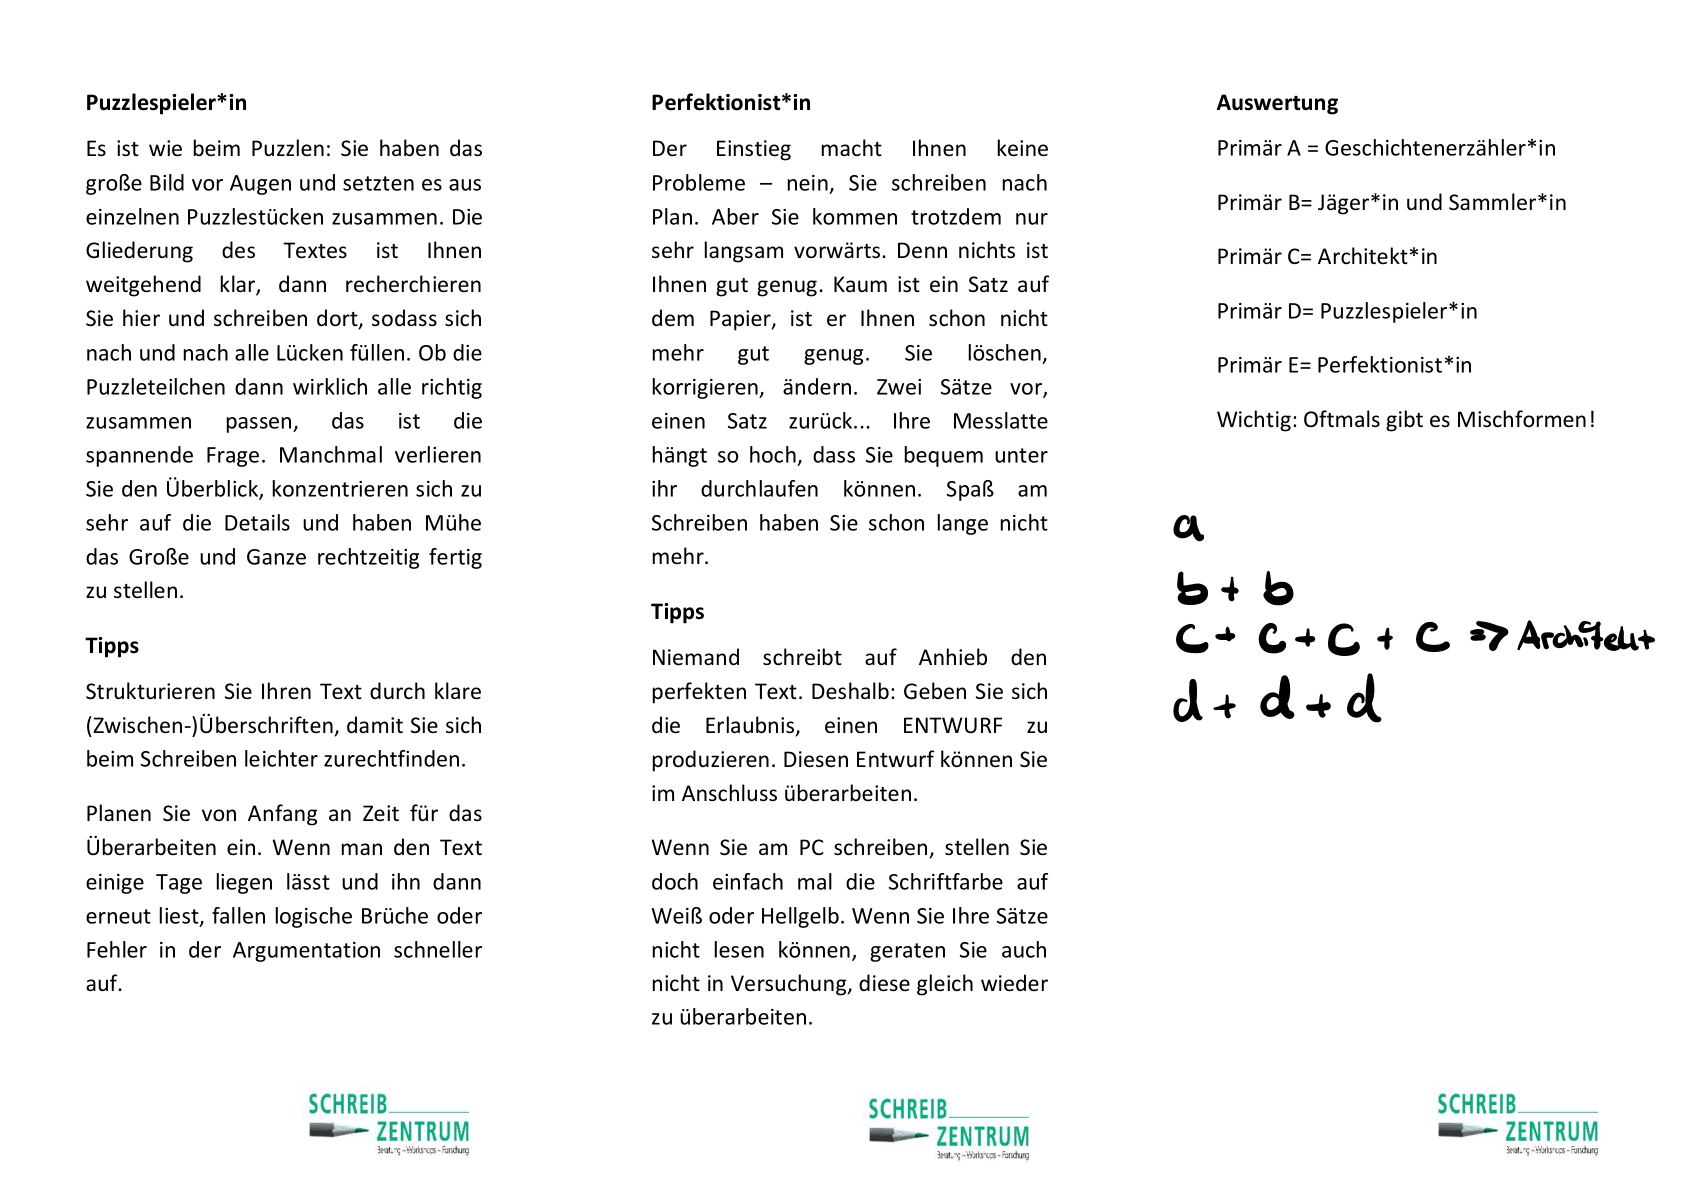 Puzzlespieler*in
Es ist wie beim Puzzlen: Sie haben das
große Bild vor Augen und setzten es aus
einzelnen Puzzlestücken zusammen. Die
Gliederung des Textes ist Ihnen
weitgehend klar, dann recherchieren
Sie hier und schreiben dort, sodass sich
nach und nach alle Lücken füllen. Ob die
Puzzleteilchen dann wirklich alle richtig
zusammen passen, das ist die
spannende Frage. Manchmal verlieren
Sie den Überblick, konzentrieren sich zu
sehr auf die Details und haben Mühe
das Große und Ganze rechtzeitig fertig
zu stellen.
Tipps
Strukturieren Sie Ihren Text durch klare
(Zwischen-)Überschriften, damit Sie sich
beim Schreiben leichter zurechtfinden.
Planen Sie von Anfang an Zeit für das
Überarbeiten ein. Wenn man den Text
einige Tage liegen lässt und ihn dann
erneut liest, fallen logische Brüche oder
Fehler in der Argumentation schneller
auf.
SCHREIB
ZENTRUM
Beratung – Workshops – Forschung
Perfektionist*in
Der Einstieg macht Ihnen keine
Probleme – nein, Sie schreiben nach
Plan. Aber Sie kommen trotzdem nur
sehr langsam vorwärts. Denn nichts ist
Ihnen gut genug. Kaum ist ein Satz auf
dem Papier, ist er Ihnen schon nicht
mehr gut genug. Sie löschen,
korrigieren, ändern. Zwei Sätze vor,
einen Satz zurück... Ihre Messlatte
hängt so hoch, dass Sie bequem unter
ihr durchlaufen können. Spaß am
Schreiben haben Sie schon lange nicht
mehr.
Tipps
Niemand schreibt auf Anhieb den
perfekten Text. Deshalb: Geben Sie sich
die Erlaubnis, einen ENTWURF zu
produzieren. Diesen Entwurf können Sie
im Anschluss überarbeiten.
Wenn Sie am PC schreiben, stellen Sie
doch einfach mal die Schriftfarbe auf
Weiß oder Hellgelb. Wenn Sie Ihre Sätze
nicht lesen können, geraten Sie auch
nicht in Versuchung, diese gleich wieder
zu überarbeiten.
SCHREIB
ZENTRUM
Beratung – Workshops – Forschung
Auswertung
Primär A = Geschichtenerzähler*in
Primär B= Jäger*in und Sammler*in
Primär C= Architekt*in
Primär D= Puzzlespieler*in
Primär E= Perfektionist*in
Wichtig: Oftmals gibt es Mischformen!
a
b + b
c + c + c + c => Architekt
d + d + d
SCHREIB
ZENTRUM
Beratung – Workshops – Forschung